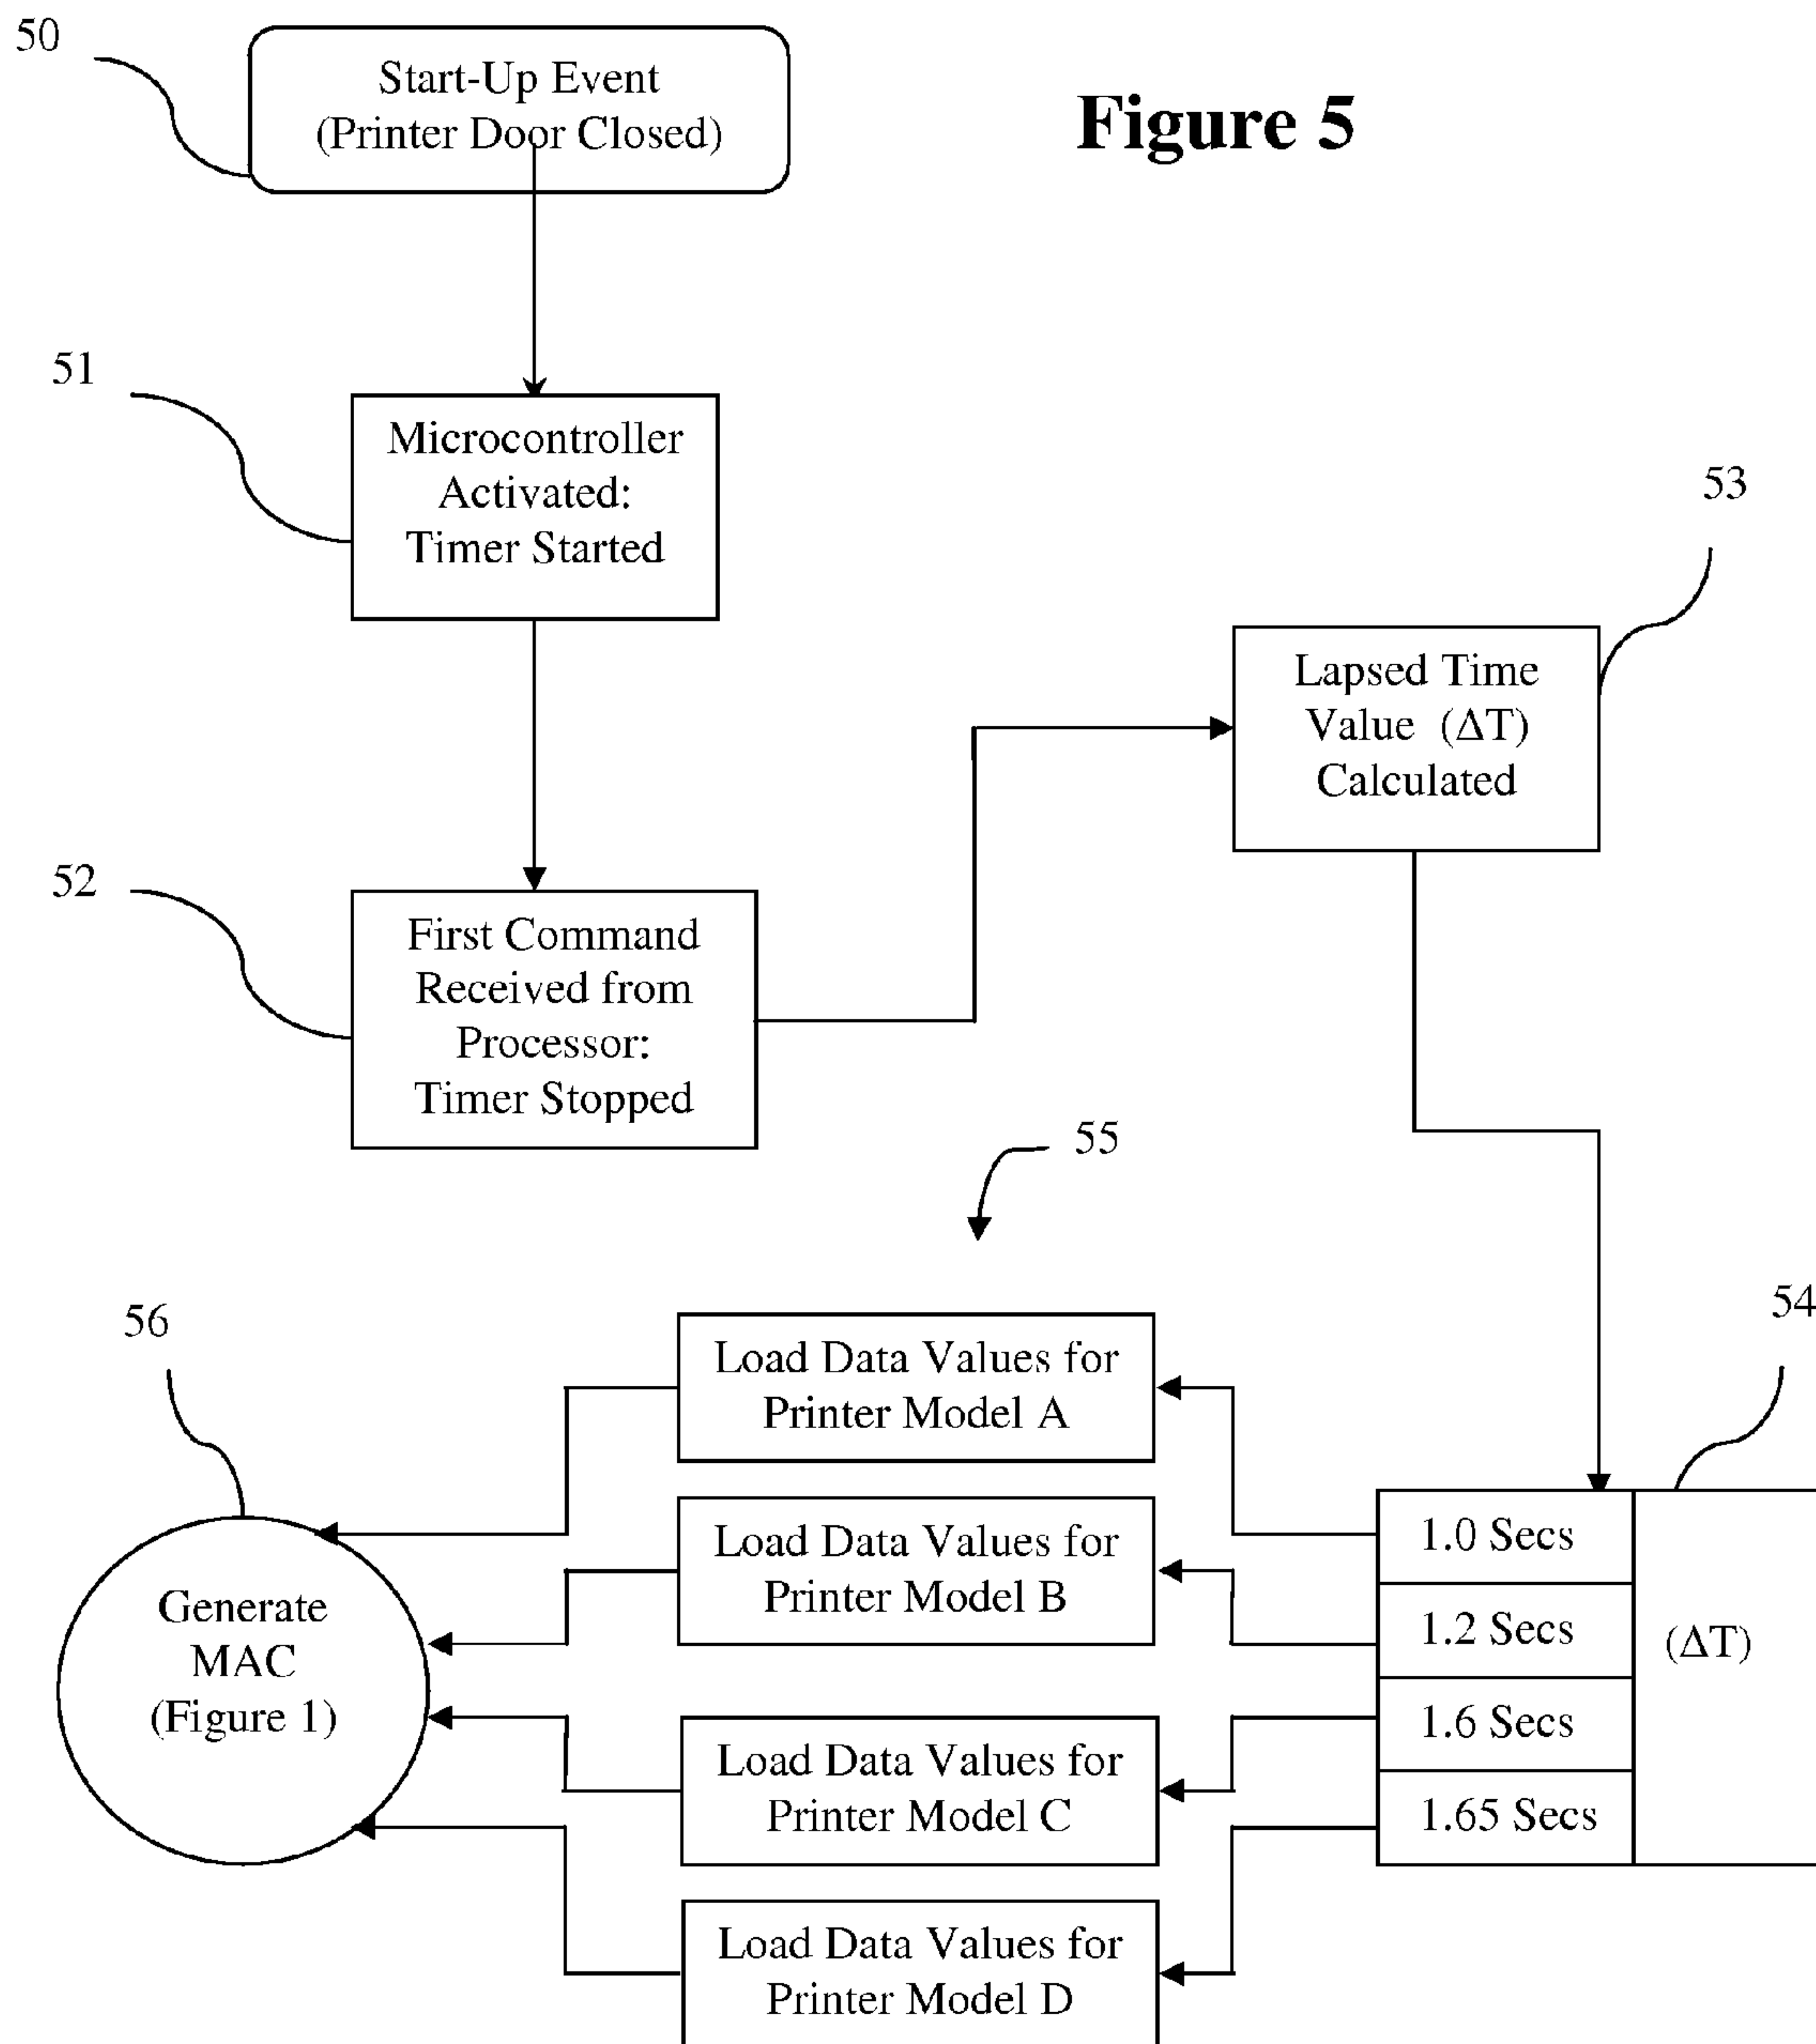 50
Start-Up Event
(Printer Door Closed)
Figure 5
51
Microcontroller
Activated:
Timer Started
53
Lapsed Time
Value (ΔT)
Calculated
52
First Command
Received from
Processor:
Timer Stopped
55
54
56
Load Data Values for
Printer Model A
Load Data Values for
Printer Model B
Load Data Values for
Printer Model C
Load Data Values for
Printer Model D
1.0 Secs
1.2 Secs
1.6 Secs
1.65 Secs
(ΔT)
Generate
MAC
(Figure 1)